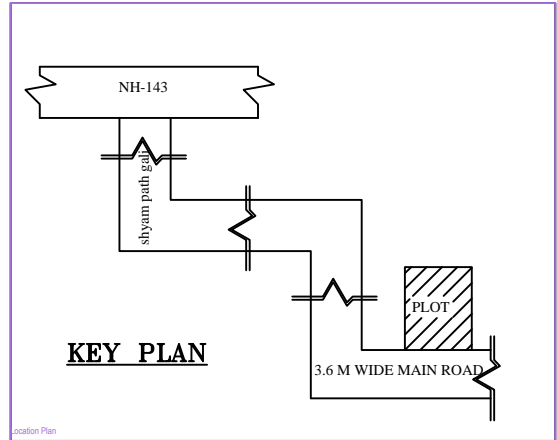 NH-143
shyam path gali
PLOT
KEY PLAN
3.6 M WIDE MAIN ROAD
Location Plan